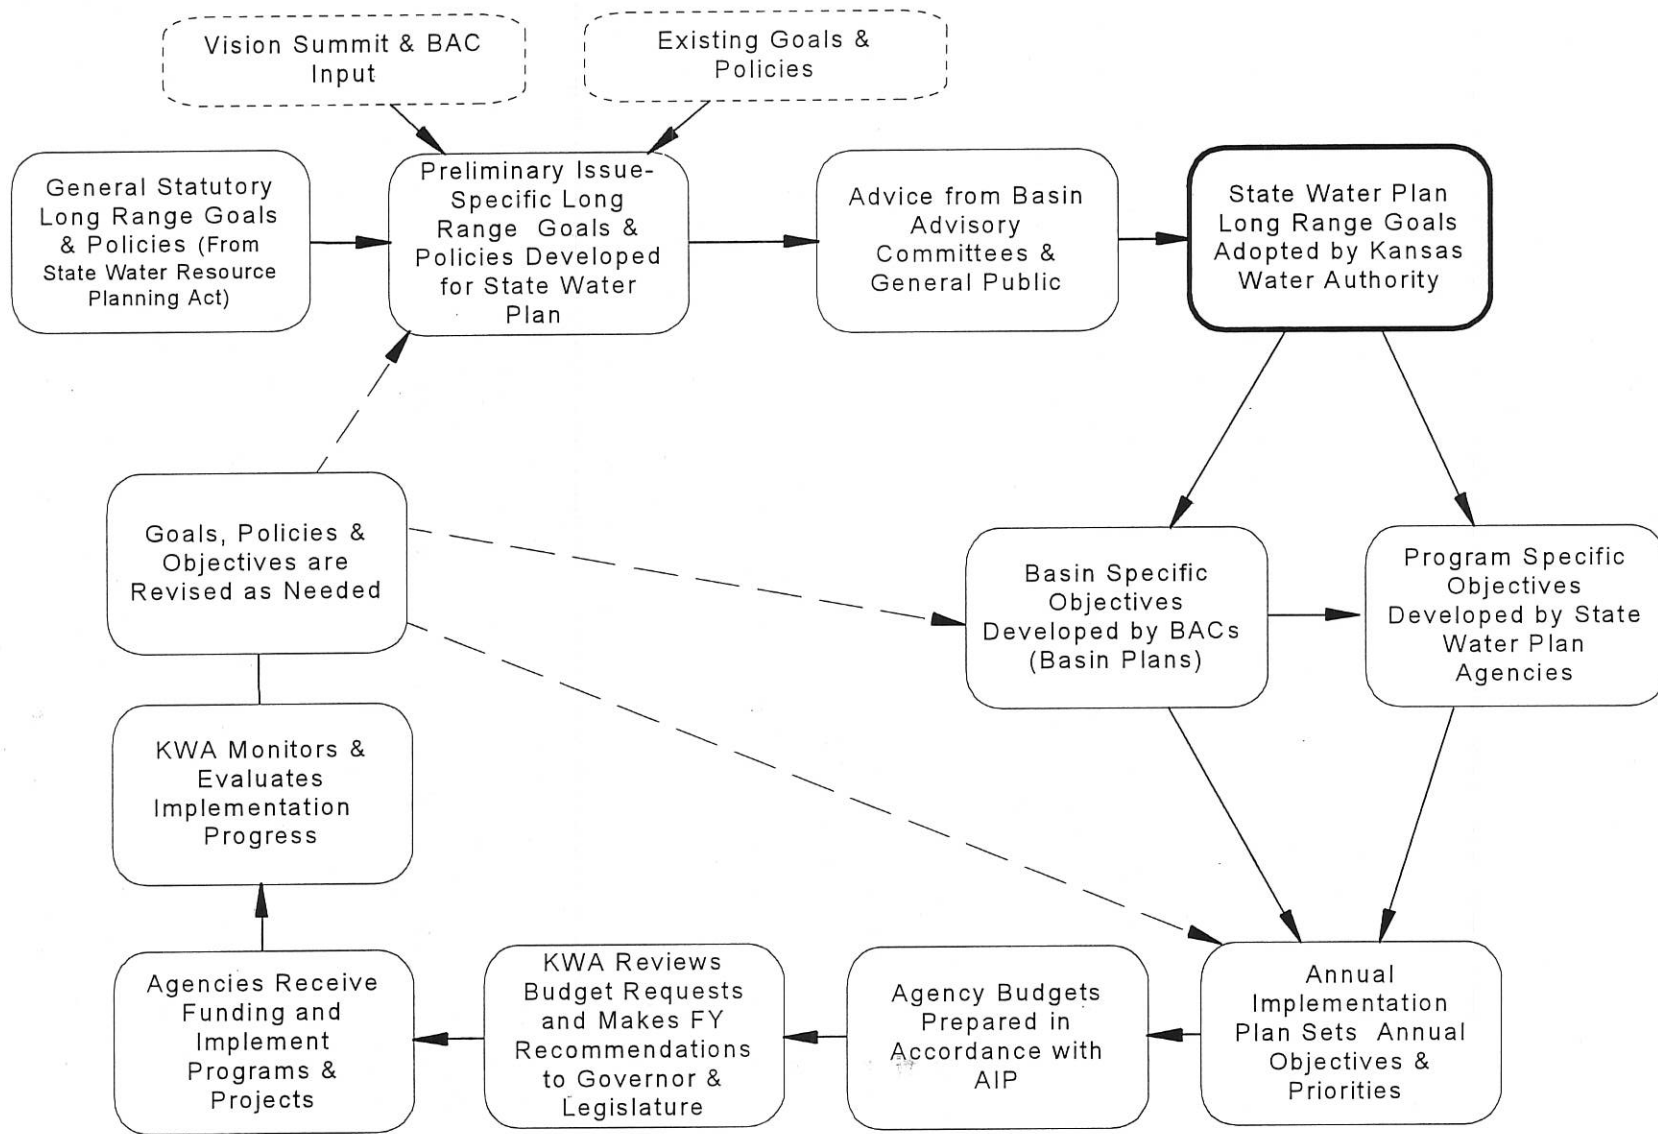 Vision Summit & BAC
Input
Existing Goals &
Policies
General Statutory
Long Range Goals
& Policies (From
State Water Resource
Planning Act)
Preliminary Issue-
Specific Long
Range Goals &
Policies Developed
for State Water
Plan
Advice from Basin
Advisory
Committees &
General Public
State Water Plan
Long Range Goals
Adopted by Kansas
Water Authority
Goals, Policies &
Objectives are
Revised as Needed
Basin Specific
Objectives
Developed by BACs
(Basin Plans)
Program Specific
Objectives
Developed by State
Water Plan
Agencies
KWA Monitors &
Evaluates
Implementation
Progress
Agencies Receive
Funding and
Implement
Programs &
Projects
KWA Reviews
Budget Requests
and Makes FY
Recommendations
to Governor &
Legislature
Agency Budgets
Prepared in
Accordance with
AIP
Annual
Implementation
Plan Sets Annual
Objectives &
Priorities